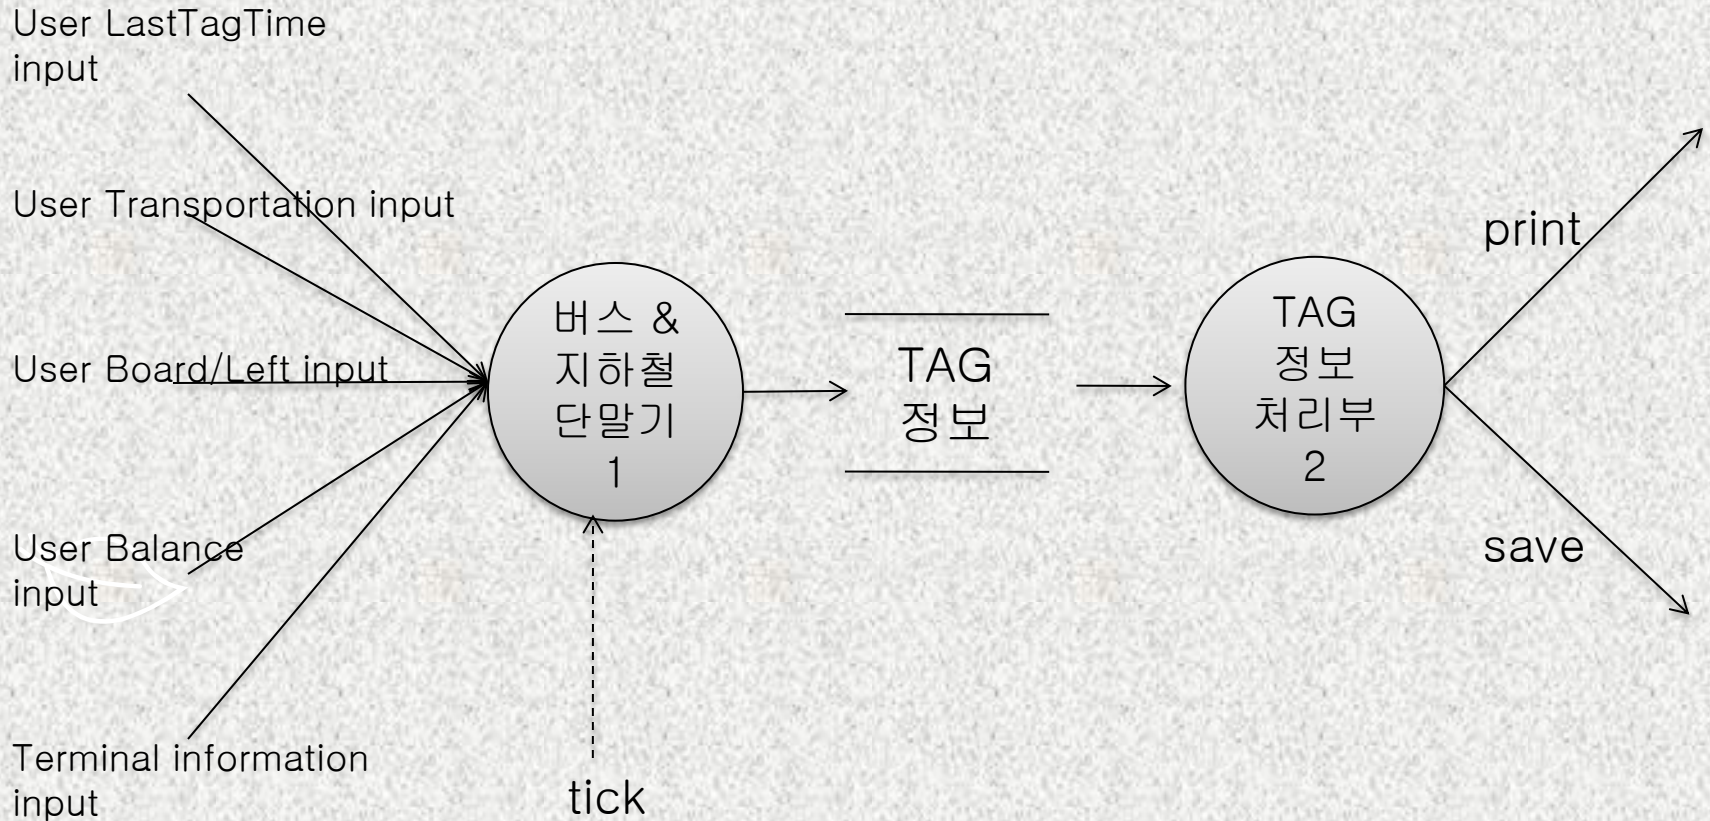 User LastTagTime
input
User Transportation input
User Board/Left input
User Balance
input
Terminal information
input
버스 &
지하철
단말기
1
tick
TAG
정보
TAG
정보
처리부
2
print
save